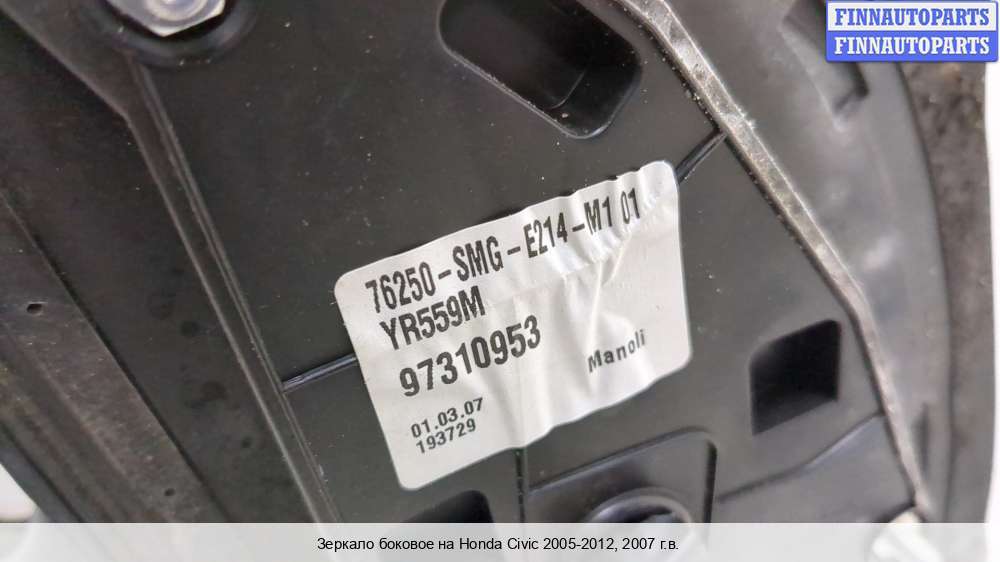 FINNAUTOPARTS
FINNAUTOPARTS
76250-SMG-E214-M1 01
YR559M
97310953
Manoli
01.03.07
193729
Зеркало боковое на Honda Civic 2005-2012, 2007 г.в.